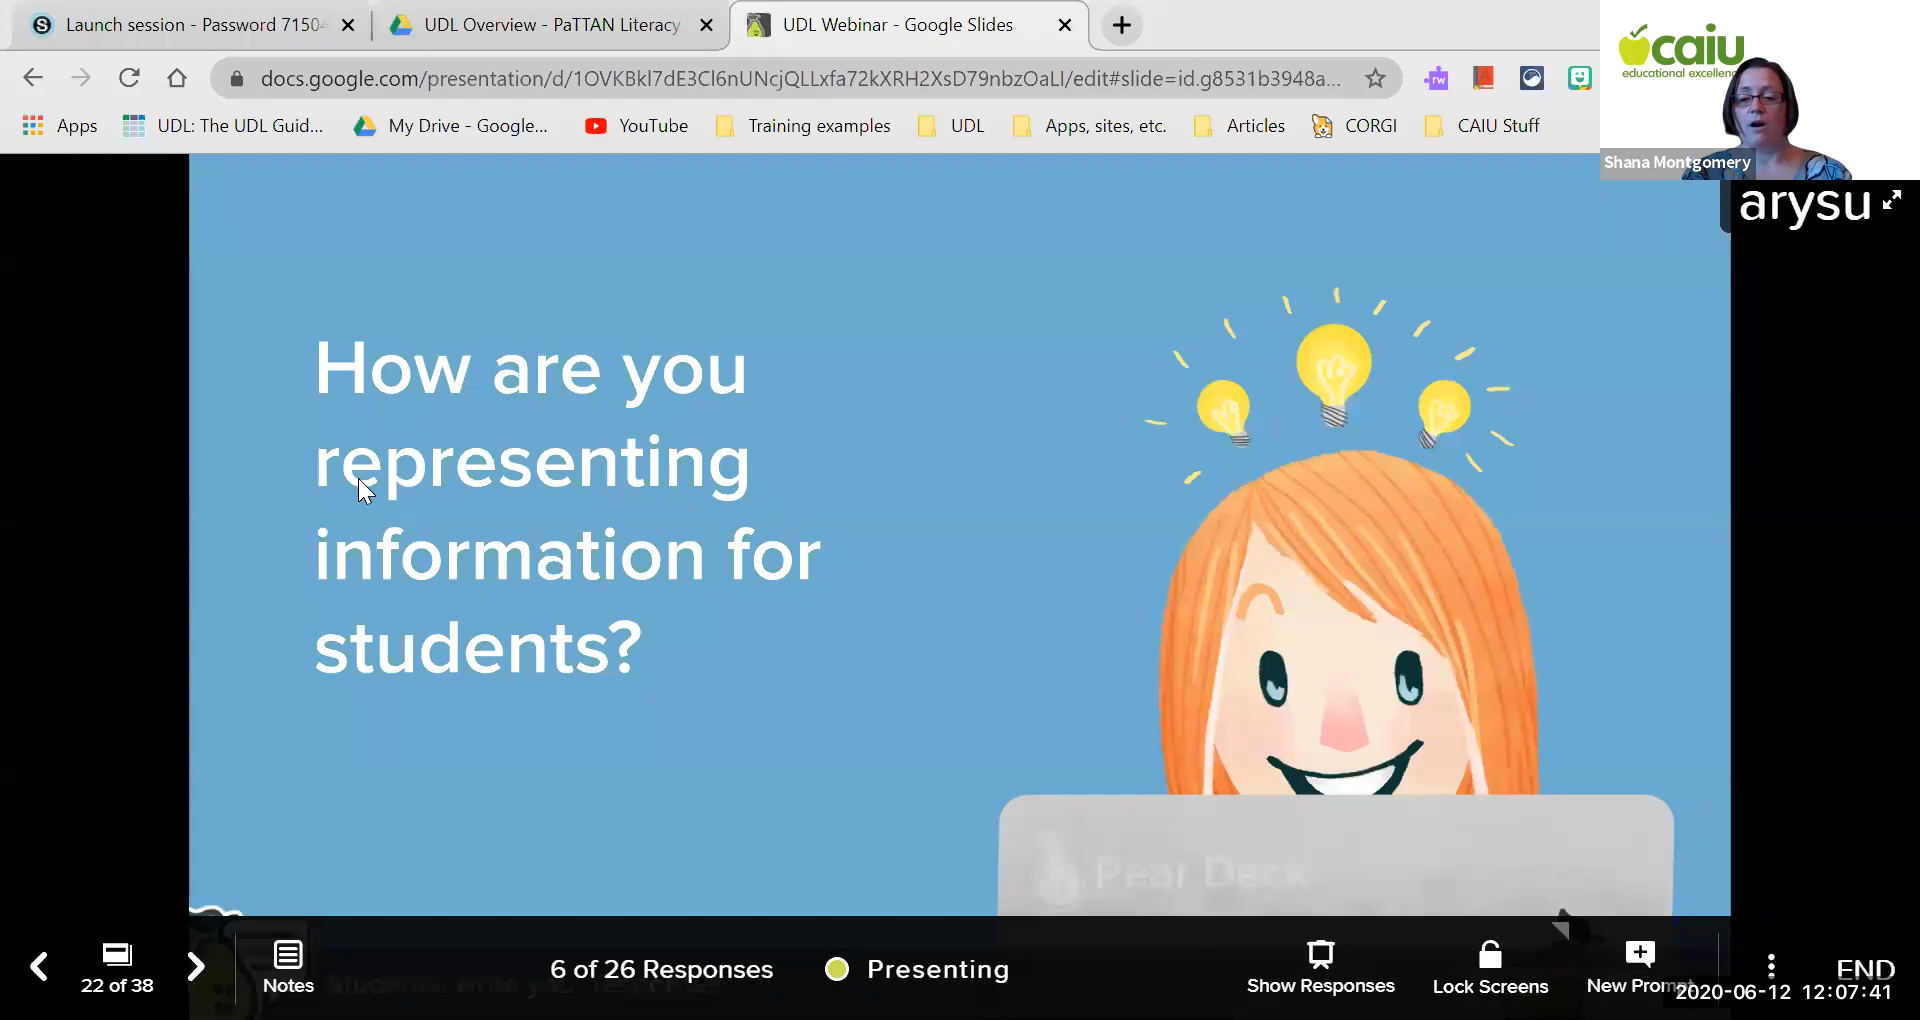 Launch session - Password 7150
UDL Overview - PaTTAN Literacy
UDL Webinar - Google Slides
docs.google.com/presentation/d/1OVKBkl7dE3Cl6nUNcjQLLxfa72kXRH2XsD79nbzOaLI/edit#slide=id.g8531b3948a...
rw
Apps
UDL: The UDL Guid...
My Drive - Google...
YouTube
Training examples
UDL
Apps, sites, etc.
Articles
CORGI
CAIU Stuff
caiu
educational excellenc
Shana Montgomery
arysu
How are you
representing
information for
students?
Pear Deck
22 of 38
Notes
6 of 26 Responses
Presenting
Show Responses
Lock Screens
New Prompt
END
2020-06-12 12:07:41